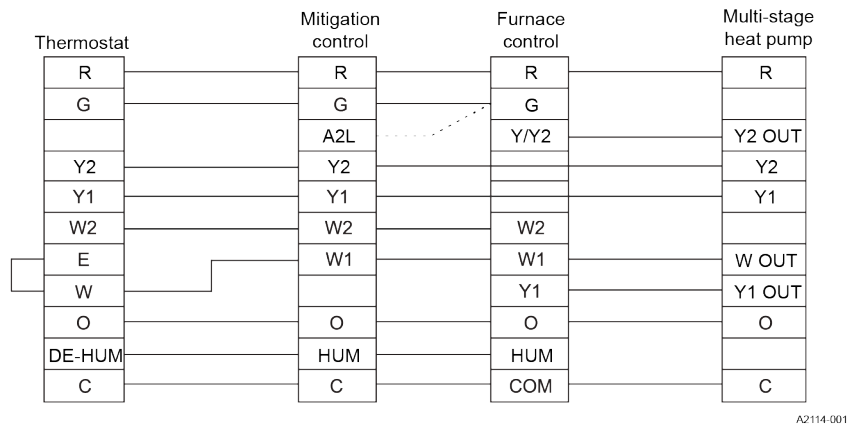 Thermostat
Mitigation control
Furnace control
Multi-stage heat pump
R R R R
G G G
A2L Y/Y2 Y2 OUT
Y2 Y2 Y2
Y1 Y1 Y1
W2 W2 W2
E W1 W1 W OUT
W Y1 Y1 OUT
O O O O
DE-HUM HUM HUM
C C COM C
A2114-001